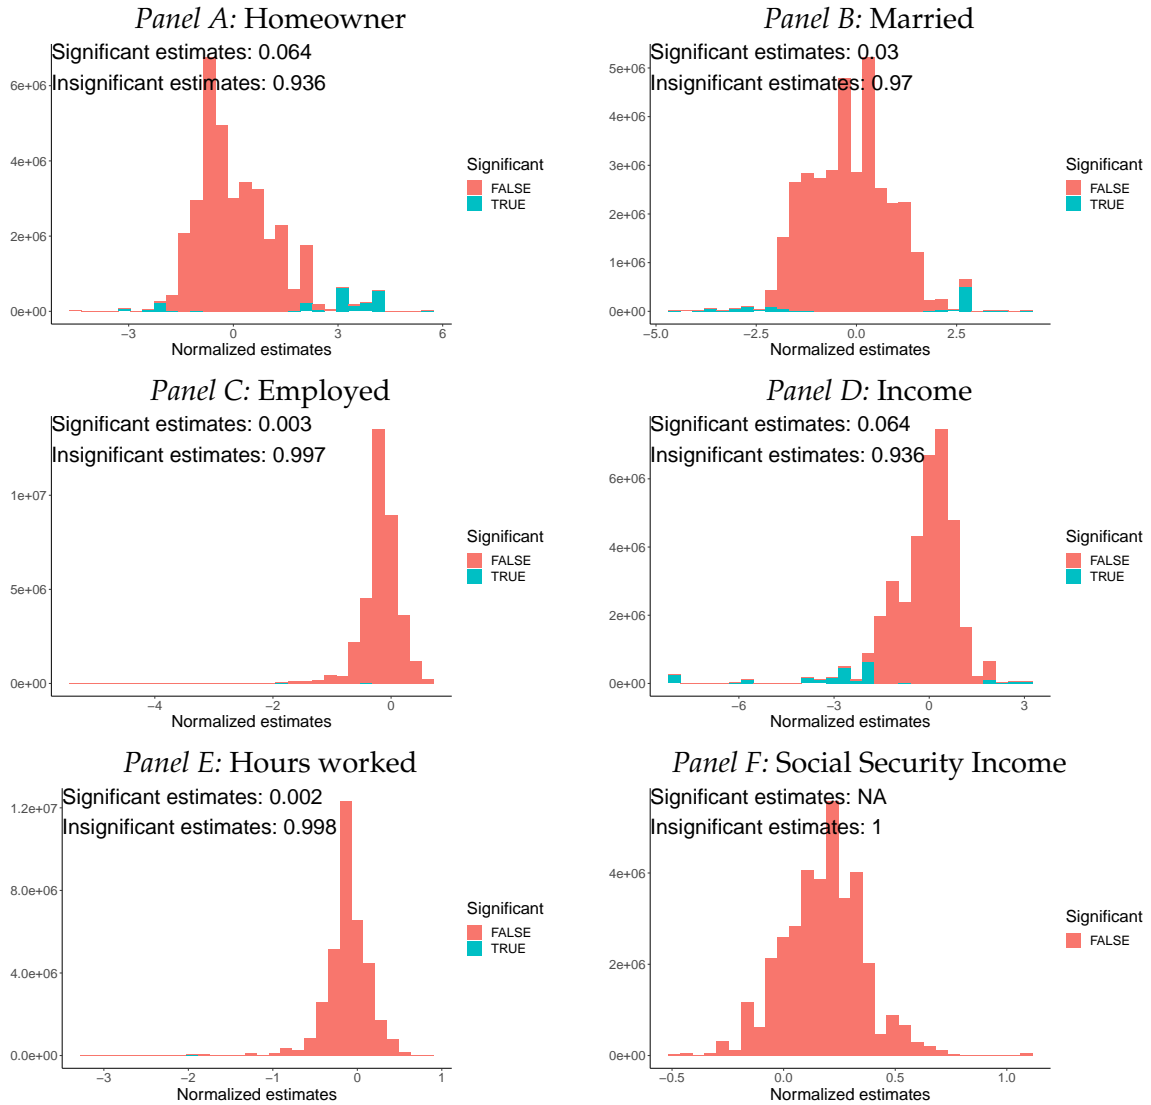 Panel A: Homeowner
Significant estimates: 0.064
Insignificant estimates: 0.936
6e+06
4e+06
2e+06
0e+00
−3 0 3 6
Normalized estimates
Significant
FALSE
TRUE
Panel B: Married
Significant estimates: 0.03
Insignificant estimates: 0.97
5e+06
4e+06
3e+06
2e+06
1e+06
0e+00
−5.0 −2.5 0.0 2.5
Normalized estimates
Significant
FALSE
TRUE
Panel C: Employed
Significant estimates: 0.003
Insignificant estimates: 0.997
1e+07
5e+06
0e+00
−4 −2 0
Normalized estimates
Significant
FALSE
TRUE
Panel D: Income
Significant estimates: 0.064
Insignificant estimates: 0.936
6e+06
4e+06
2e+06
0e+00
−6 −3 0 3
Normalized estimates
Significant
FALSE
TRUE
Panel E: Hours worked
Significant estimates: 0.002
Insignificant estimates: 0.998
1.2e+07
8.0e+06
4.0e+06
0.0e+00
−3 −2 −1 0 1
Normalized estimates
Significant
FALSE
TRUE
Panel F: Social Security Income
Significant estimates: NA
Insignificant estimates: 1
4e+06
2e+06
0e+00
−0.5 0.0 0.5 1.0
Normalized estimates
Significant
FALSE